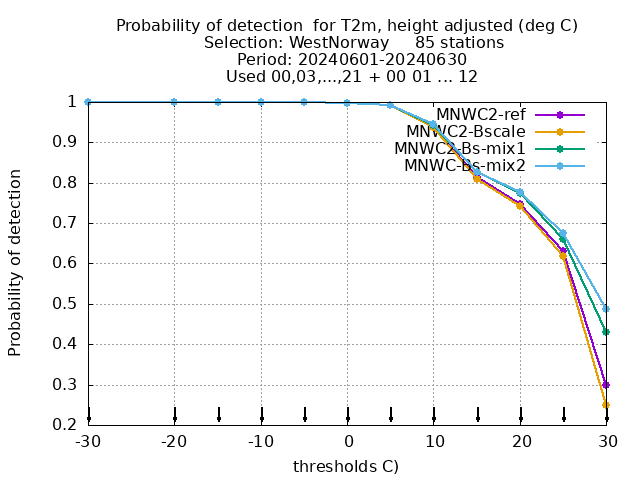 Probability of detection  for T2m, height adjusted (deg C)
Selection: WestNorway     85 stations
Period: 20240601-20240630
Used 00,03,...,21 + 00 01 ... 12
MNWC2-ref
MNWC2-Bscale
MNWC2-Bs-mix1
MNWC-Bs-mix2
Probability of detection
1
0.9
0.8
0.7
0.6
0.5
0.4
0.3
0.2
-30 -20 -10 0 10 20 30
thresholds C)